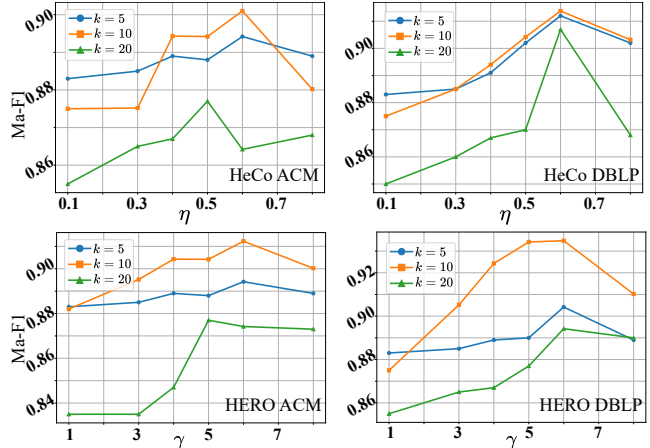 Ma-F1
0.90
0.88
0.86
k = 5
k = 10
k = 20
HeCo ACM
0.1 0.3 0.5 0.7
η
0.90
0.88
0.86
k = 5
k = 10
k = 20
HeCo DBLP
0.1 0.3 0.5 0.7
η
Ma-F1
0.90
0.88
0.86
0.84
k = 5
k = 10
k = 20
HERO ACM
1 3 5 7
γ
0.92
0.90
0.88
0.86
k = 5
k = 10
k = 20
HERO DBLP
1 3 5 7
γ